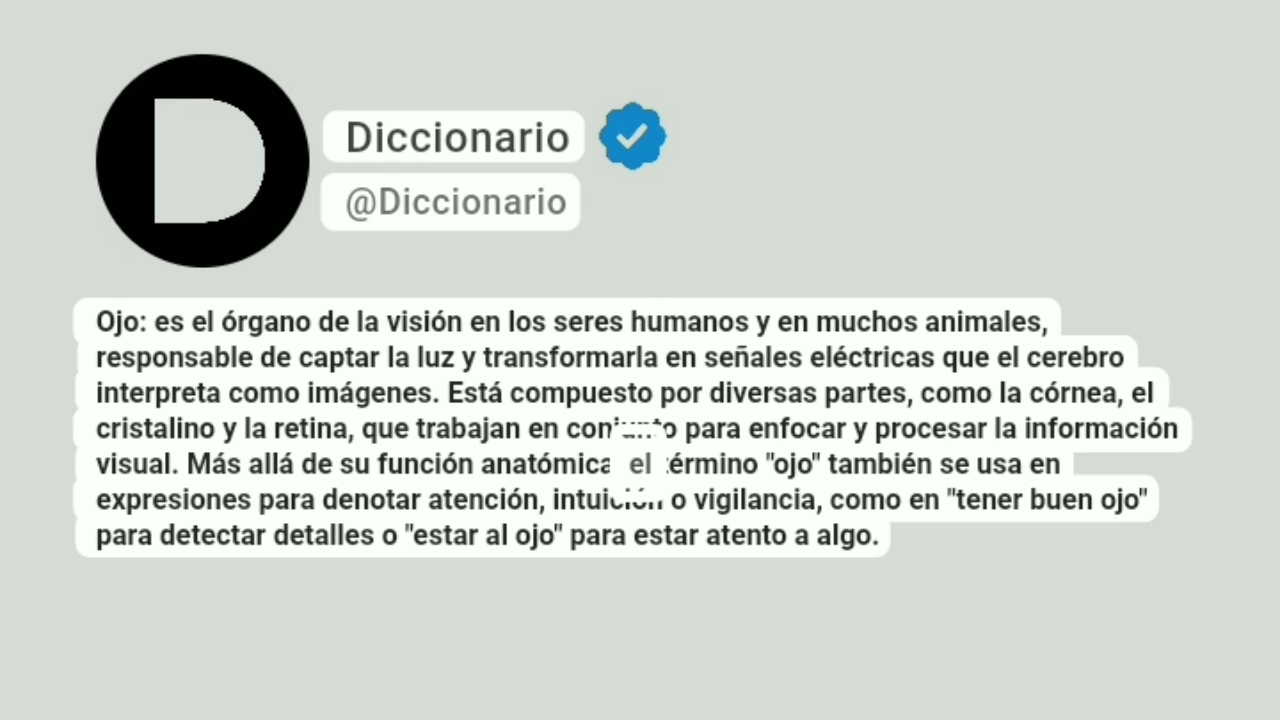 D
Diccionario
@Diccionario
Ojo: es el órgano de la visión en los seres humanos y en muchos animales,
responsable de captar la luz y transformarla en señales eléctricas que el cerebro
interpreta como imágenes. Está compuesto por diversas partes, como la córnea, el
cristalino y la retina, que trabajan en conjunto para enfocar y procesar la información
visual. Más allá de su función anatómica el término "ojo" también se usa en
expresiones para denotar atención, intuición o vigilancia, como en "tener buen ojo"
para detectar detalles o "estar al ojo" para estar atento a algo.